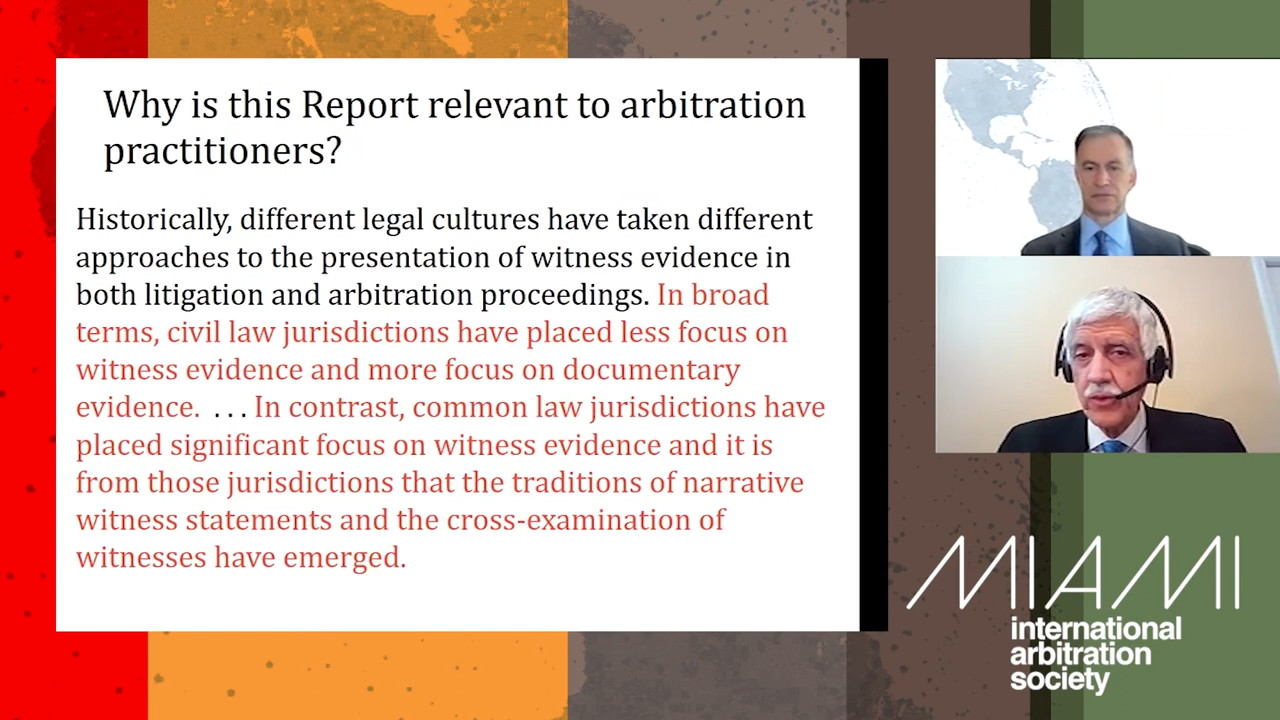 Why is this Report relevant to arbitration
practitioners?
Historically, different legal cultures have taken different
approaches to the presentation of witness evidence in
both litigation and arbitration proceedings. In broad
terms, civil law jurisdictions have placed less focus on
witness evidence and more focus on documentary
evidence. ... In contrast, common law jurisdictions have
placed significant focus on witness evidence and it is
from those jurisdictions that the traditions of narrative
witness statements and the cross-examination of
witnesses have emerged.
MIAMI
international
arbitration
society